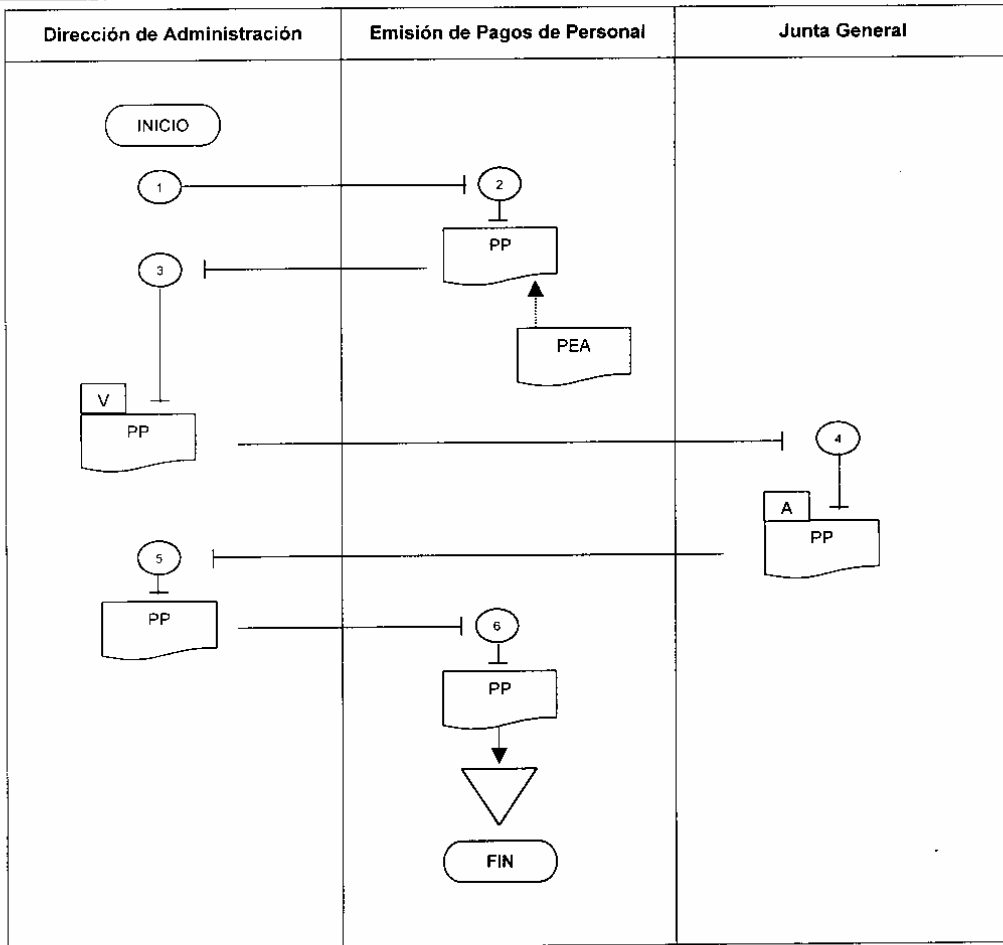 Dirección de Administración
Emisión de Pagos de Personal
Junta General
INICIO
1
2
PP
3
PEA
V
PP
4
A
PP
5
PP
6
PP
FIN